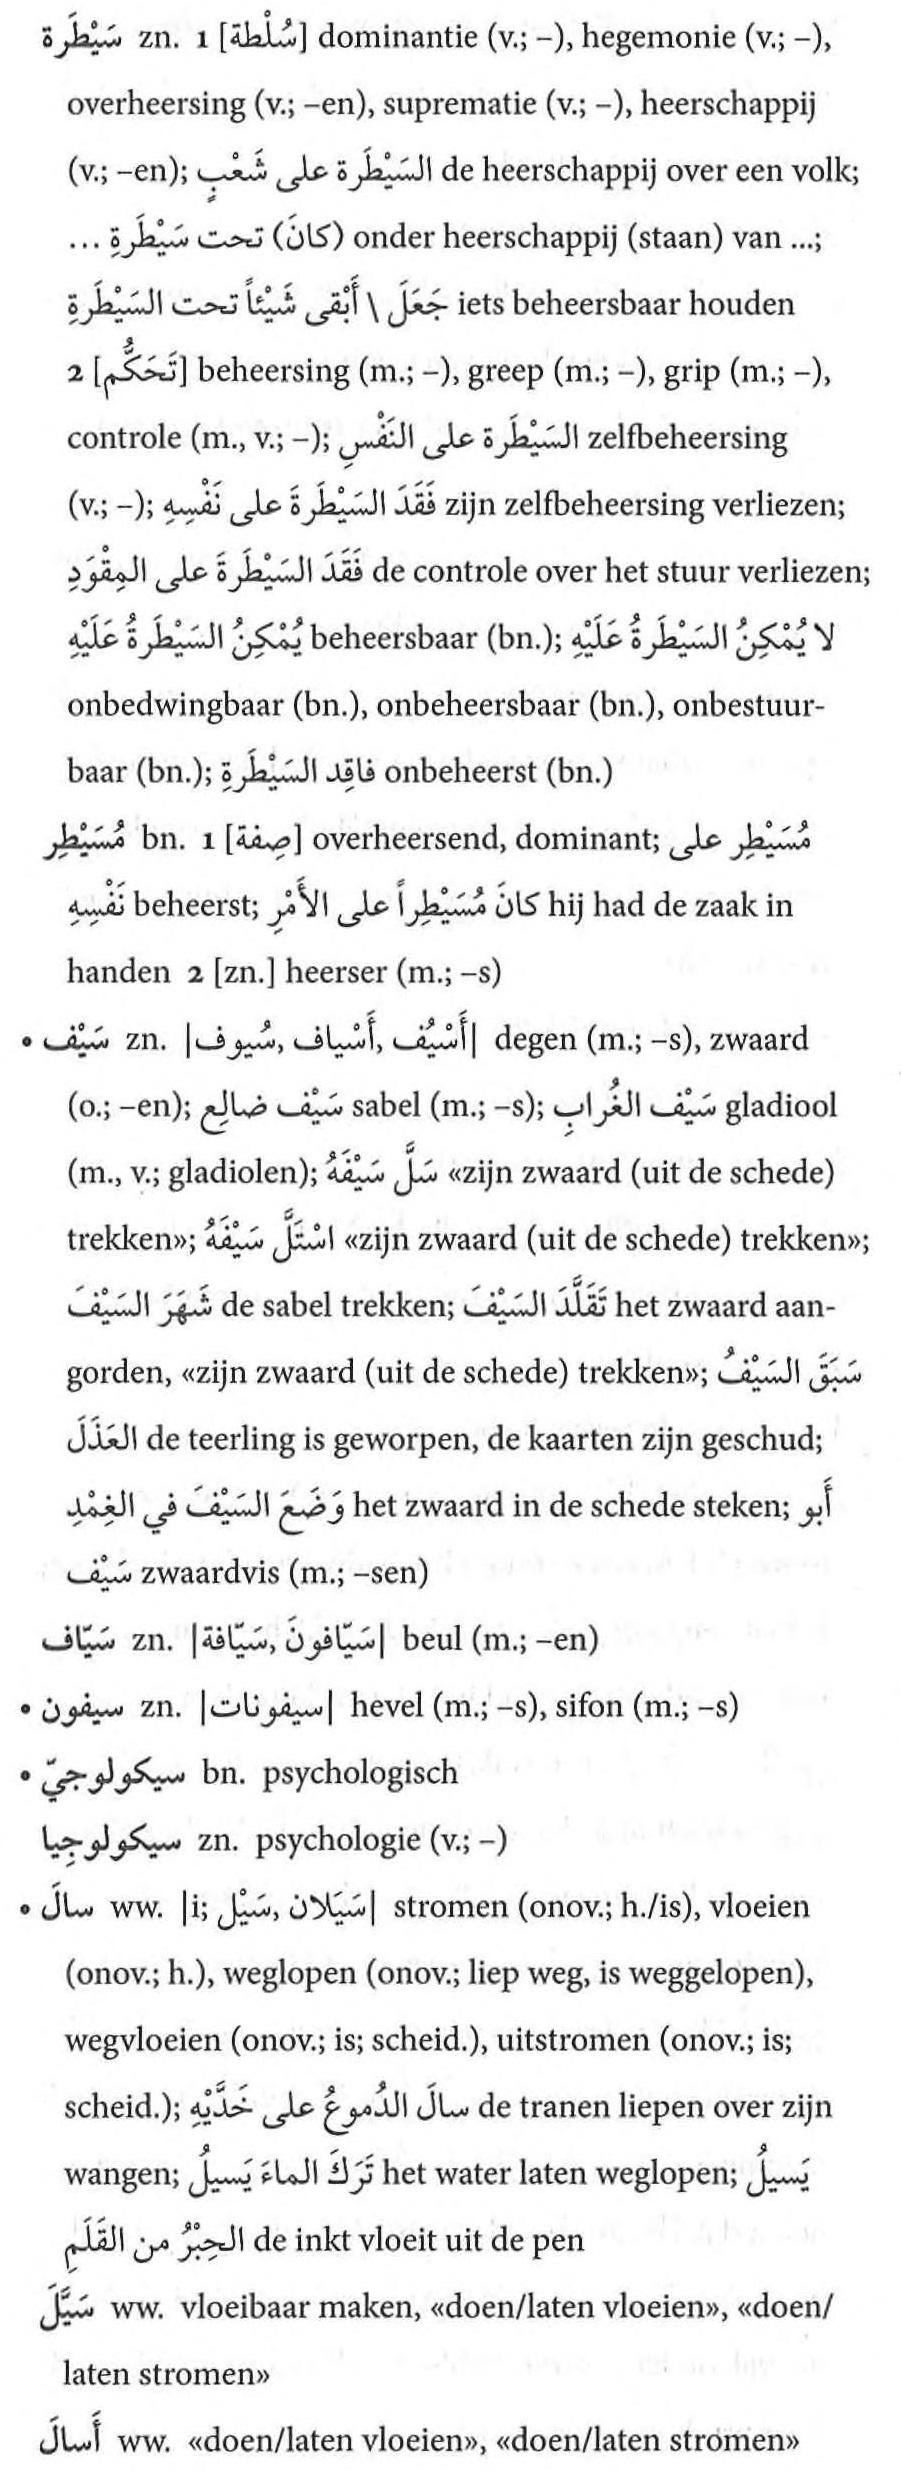 سَيْطَرة zn. 1 [سُلْطة] dominantie (v.; –), hegemonie (v.; –),
overheersing (v.; –en), suprematie (v.; –), heerschappij
(v.; –en); السَيْطَرة على شَعْبٍ de heerschappij over een volk;
(كانَ) تحت سَيْطَرةِ ... onder heerschappij (staan) van ...;
جَعَلَ \ أَبْقى شَيْئاً تحت السَيْطَرةِ iets beheersbaar houden
2 [تَحَكُّم] beheersing (m.; –), greep (m.; –), grip (m.; –),
controle (m., v.; –); السَيْطَرة على النَفْسِ zelfbeheersing
(v.; –); فَقَدَ السَيْطَرةَ على نَفْسِهِ zijn zelfbeheersing verliezen;
فَقَدَ السَيْطَرةَ على المِقْوَدِ de controle over het stuur verliezen;
يُمْكِنُ السَيْطَرةُ عَلَيْهِ beheersbaar (bn.); لا يُمْكِنُ السَيْطَرةُ عَلَيْهِ
onbedwingbaar (bn.), onbeheersbaar (bn.), onbestuur-
baar (bn.); فاقِد السَيْطَرةِ onbeheerst (bn.)
مُسَيْطِر bn. 1 [صِفة] overheersend, dominant; مُسَيْطِر على
نَفْسِهِ beheerst; كانَ مُسَيْطِراً على الأَمْرِ hij had de zaak in
handen 2 [zn.] heerser (m.; –s)
• سَيْف zn. |أَسْيُف ,أَسْياف ,سُيوف| degen (m.; –s), zwaard
(o.; –en); سَيْف ضالِع sabel (m.; –s); سَيْف الغُرابِ gladiool
(m., v.; gladiolen); سَلَّ سَيْفَهُ «zijn zwaard (uit de schede)
trekken»; اسْتَلَّ سَيْفَهُ «zijn zwaard (uit de schede) trekken»;
شَهَرَ السَيْفَ de sabel trekken; تَقَلَّدَ السَيْفَ het zwaard aan-
gorden, «zijn zwaard (uit de schede) trekken»; سَبَقَ السَيْفُ
العَذَلَ de teerling is geworpen, de kaarten zijn geschud;
وَضَعَ السَيْفَ في الغِمْدِ het zwaard in de schede steken; أَبو
سَيْف zwaardvis (m.; –sen)
سَيّاف zn. |سَيّافونَ ,سَيّافة| beul (m.; –en)
• سيفون zn. |سيفونات| hevel (m.; –s), sifon (m.; –s)
• سيكولوجيّ bn. psychologisch
سيكولوجِيا zn. psychologie (v.; –)
• سالَ ww. |i; سَيَلان ,سَيْل| stromen (onov.; h./is), vloeien
(onov.; h.), weglopen (onov.; liep weg, is weggelopen),
wegvloeien (onov.; is; scheid.), uitstromen (onov.; is;
scheid.); سالَ الدُموعُ على خَدَّيْهِ de tranen liepen over zijn
wangen; تَرَكَ الماءَ يَسيلُ het water laten weglopen; يَسيلُ
الحِبْرُ من القَلَمِ de inkt vloeit uit de pen
سَيَّلَ ww. vloeibaar maken, «doen/laten vloeien», «doen/
laten stromen»
أَسالَ ww. «doen/laten vloeien», «doen/laten stromen»